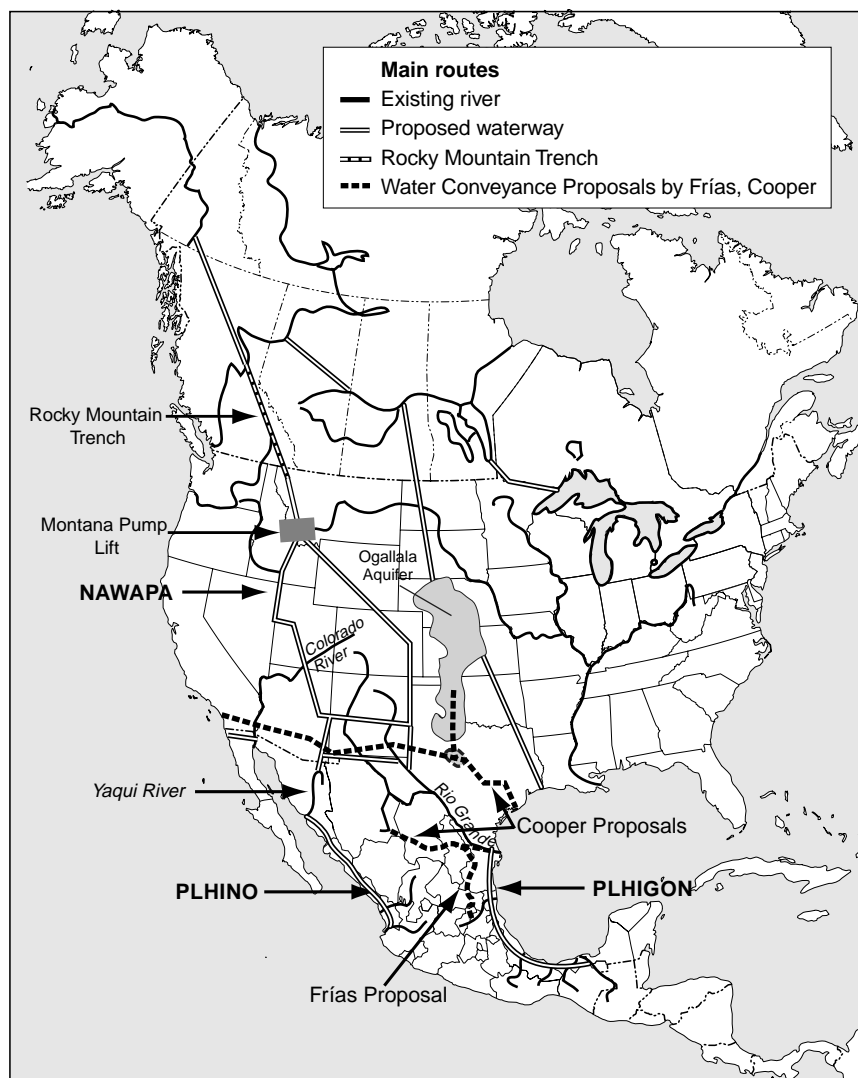 Main routes
Existing river
Proposed waterway
Rocky Mountain Trench
Water Conveyance Proposals by Frías, Cooper
Rocky Mountain
Trench
Montana Pump
Lift
Ogallala
Aquifer
NAWAPA
Colorado
River
Yaqui River
Rio Grande
Cooper Proposals
PLHINO
PLHIGON
Frías Proposal